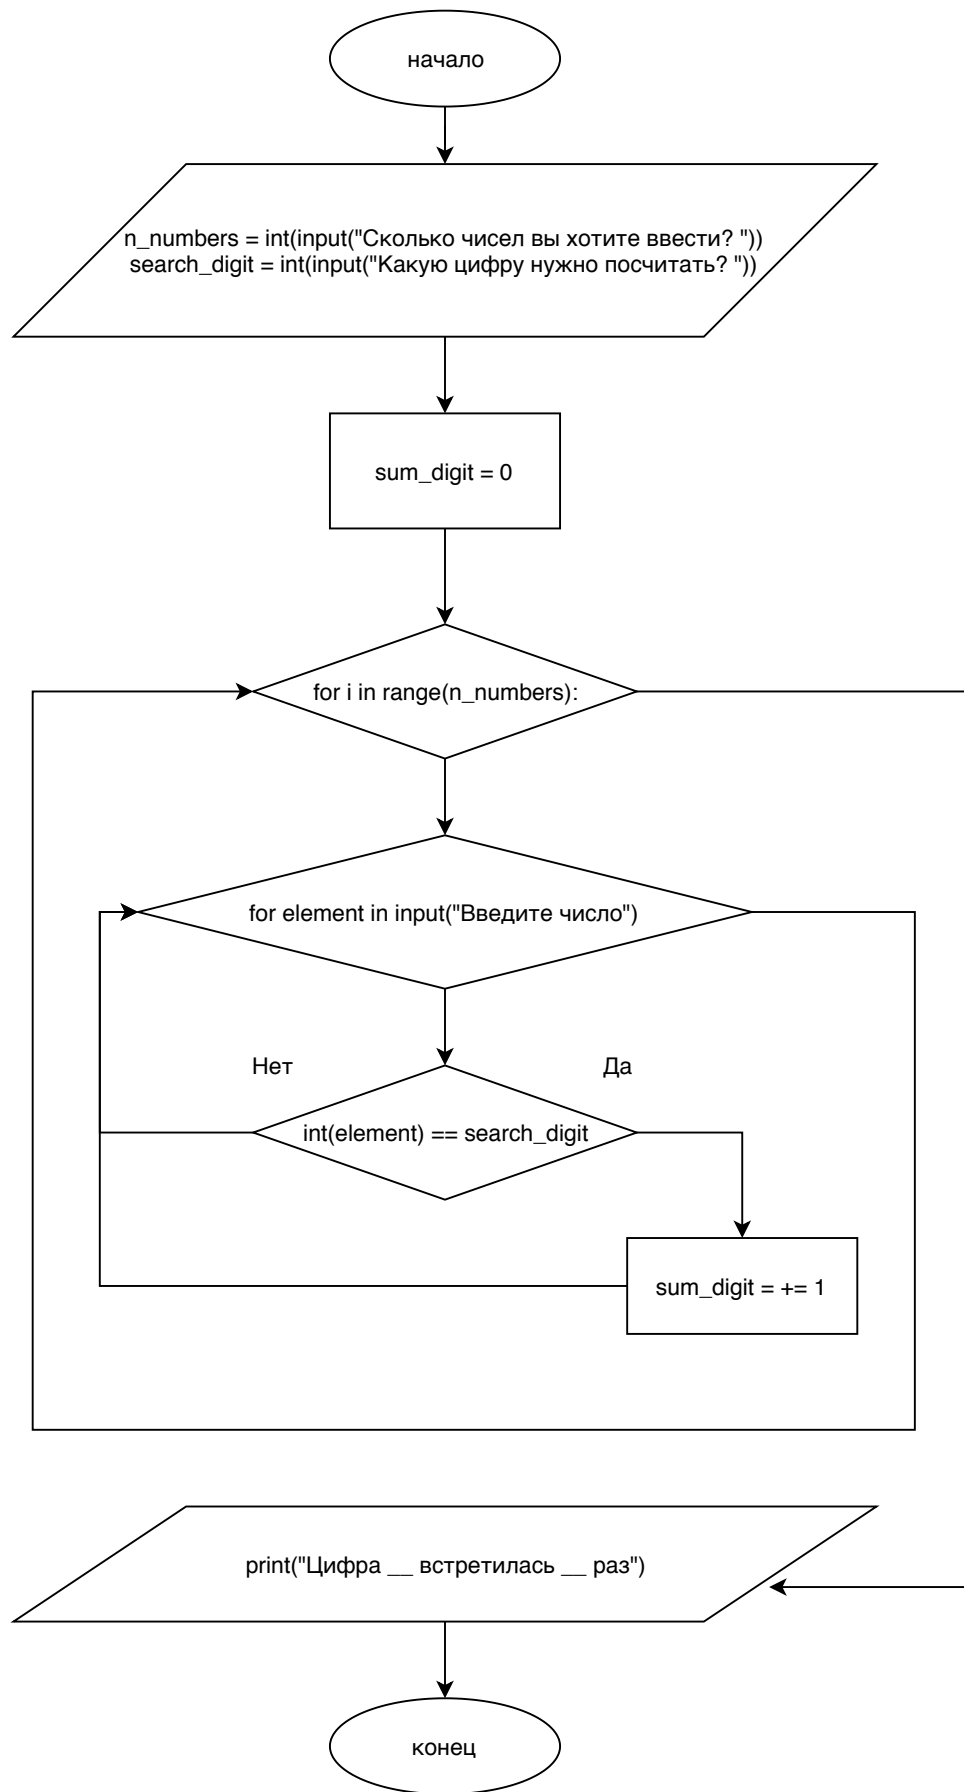 начало
n_numbers = int(input("Сколько чисел вы хотите ввести? "))
search_digit = int(input("Какую цифру нужно посчитать? "))
sum_digit = 0
for i in range(n_numbers):
for element in input("Введите число")
Нет
Да
int(element) == search_digit
sum_digit = += 1
print("Цифра __ встретилась __ раз")
конец